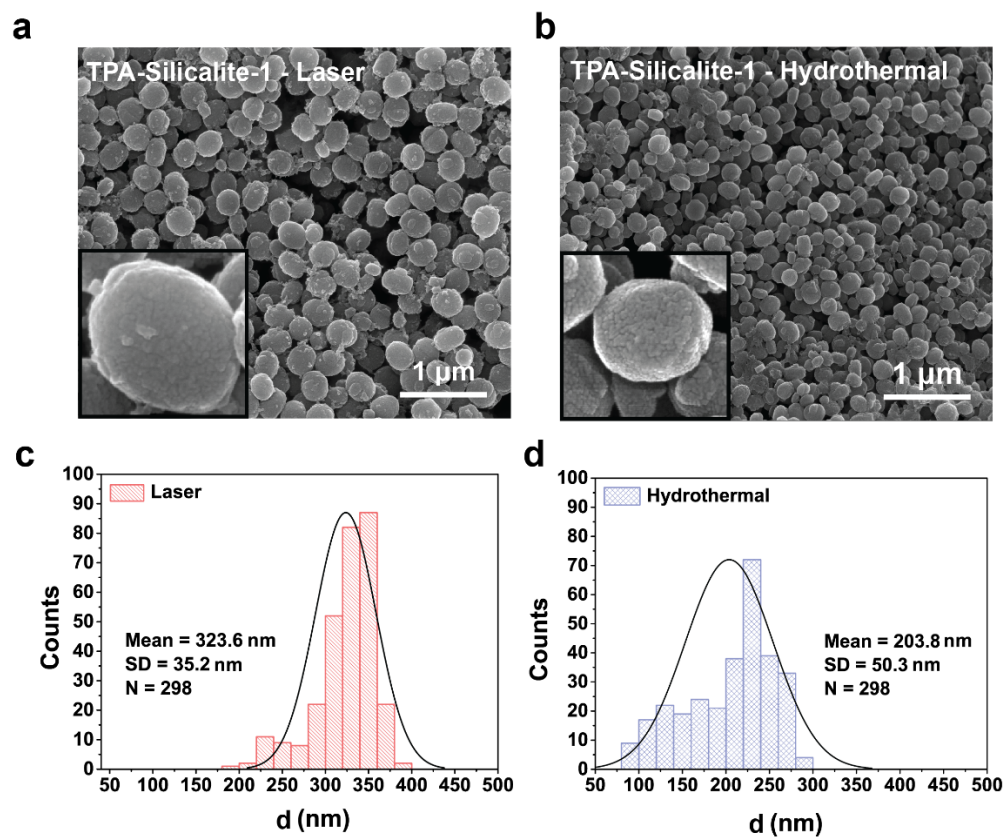 a
TPA-Silicalite-1 - Laser
1 µm
b
TPA-Silicalite-1 - Hydrothermal
1 µm
c
100
90
80
70
60
50
40
30
20
10
0
Counts
Laser
Mean = 323.6 nm
SD = 35.2 nm
N = 298
50 100 150 200 250 300 350 400 450 500
d (nm)
d
100
90
80
70
60
50
40
30
20
10
0
Counts
Hydrothermal
Mean = 203.8 nm
SD = 50.3 nm
N = 298
50 100 150 200 250 300 350 400 450 500
d (nm)